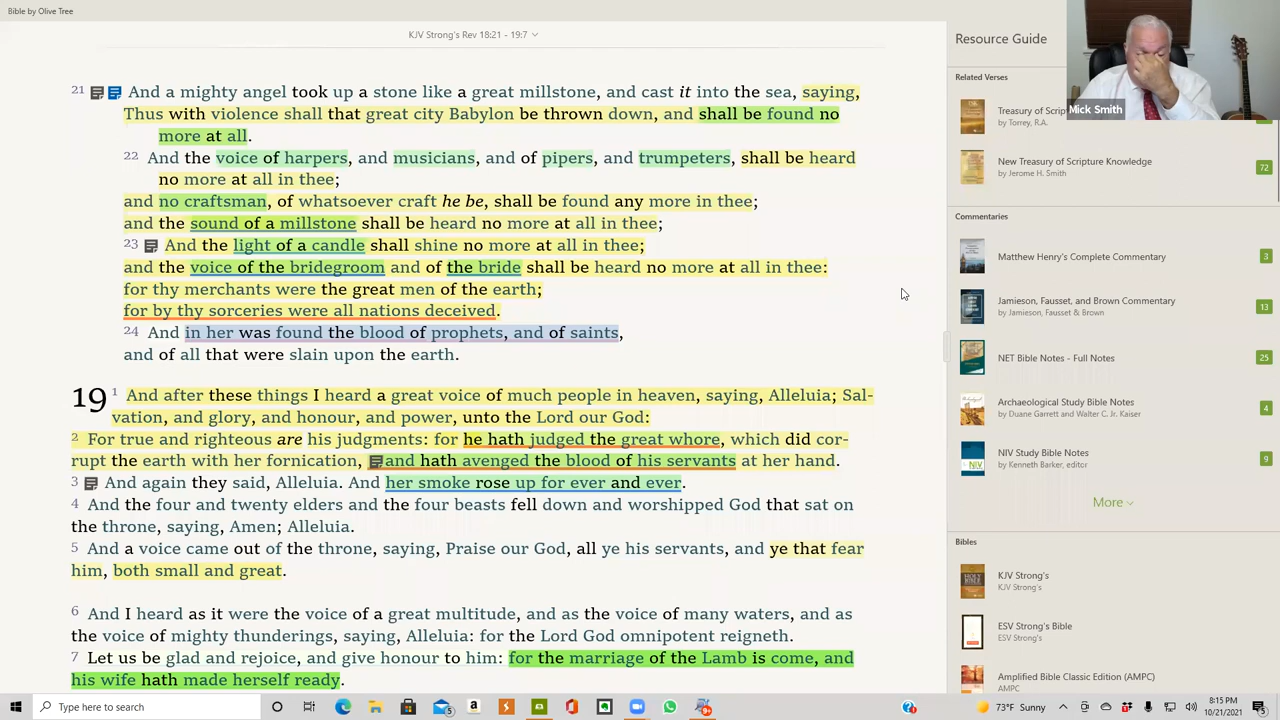 Bible by Olive Tree
KJV Strong's Rev 18:21 - 19:7
21 And a mighty angel took up a stone like a great millstone, and cast it into the sea, saying,
Thus with violence shall that great city Babylon be thrown down, and shall be found no
more at all.
22 And the voice of harpers, and musicians, and of pipers, and trumpeters, shall be heard
no more at all in thee;
and no craftsman, of whatsoever craft he be, shall be found any more in thee;
and the sound of a millstone shall be heard no more at all in thee;
23 And the light of a candle shall shine no more at all in thee;
and the voice of the bridegroom and of the bride shall be heard no more at all in thee:
for thy merchants were the great men of the earth;
for by thy sorceries were all nations deceived.
24 And in her was found the blood of prophets, and of saints,
and of all that were slain upon the earth.
19 1 And after these things I heard a great voice of much people in heaven, saying, Alleluia; Sal-
vation, and glory, and honour, and power, unto the Lord our God:
2 For true and righteous are his judgments: for he hath judged the great whore, which did cor-
rupt the earth with her fornication, and hath avenged the blood of his servants at her hand.
3 And again they said, Alleluia. And her smoke rose up for ever and ever.
4 And the four and twenty elders and the four beasts fell down and worshipped God that sat on
the throne, saying, Amen; Alleluia.
5 And a voice came out of the throne, saying, Praise our God, all ye his servants, and ye that fear
him, both small and great.
6 And I heard as it were the voice of a great multitude, and as the voice of many waters, and as
the voice of mighty thunderings, saying, Alleluia: for the Lord God omnipotent reigneth.
7 Let us be glad and rejoice, and give honour to him: for the marriage of the Lamb is come, and
his wife hath made herself ready.
Resource Guide
Related Verses
Mick Smith
Treasury of Scrip
by Torrey, R.A.
New Treasury of Scripture Knowledge
by Jerome H. Smith
72
Commentaries
Matthew Henry's Complete Commentary
3
Jamieson, Fausset, and Brown Commentary
by Jamieson, Fausset & Brown
13
NET Bible Notes - Full Notes
25
Archaeological Study Bible Notes
by Duane Garrett and Walter C. Jr. Kaiser
4
NIV Study Bible Notes
by Kenneth Barker, editor
9
More
Bibles
KJV Strong's
KJV Strong's
ESV Strong's Bible
ESV Strong's
Amplified Bible Classic Edition (AMPC)
AMPC
Type here to search
73°F Sunny
8:15 PM
10/21/2021